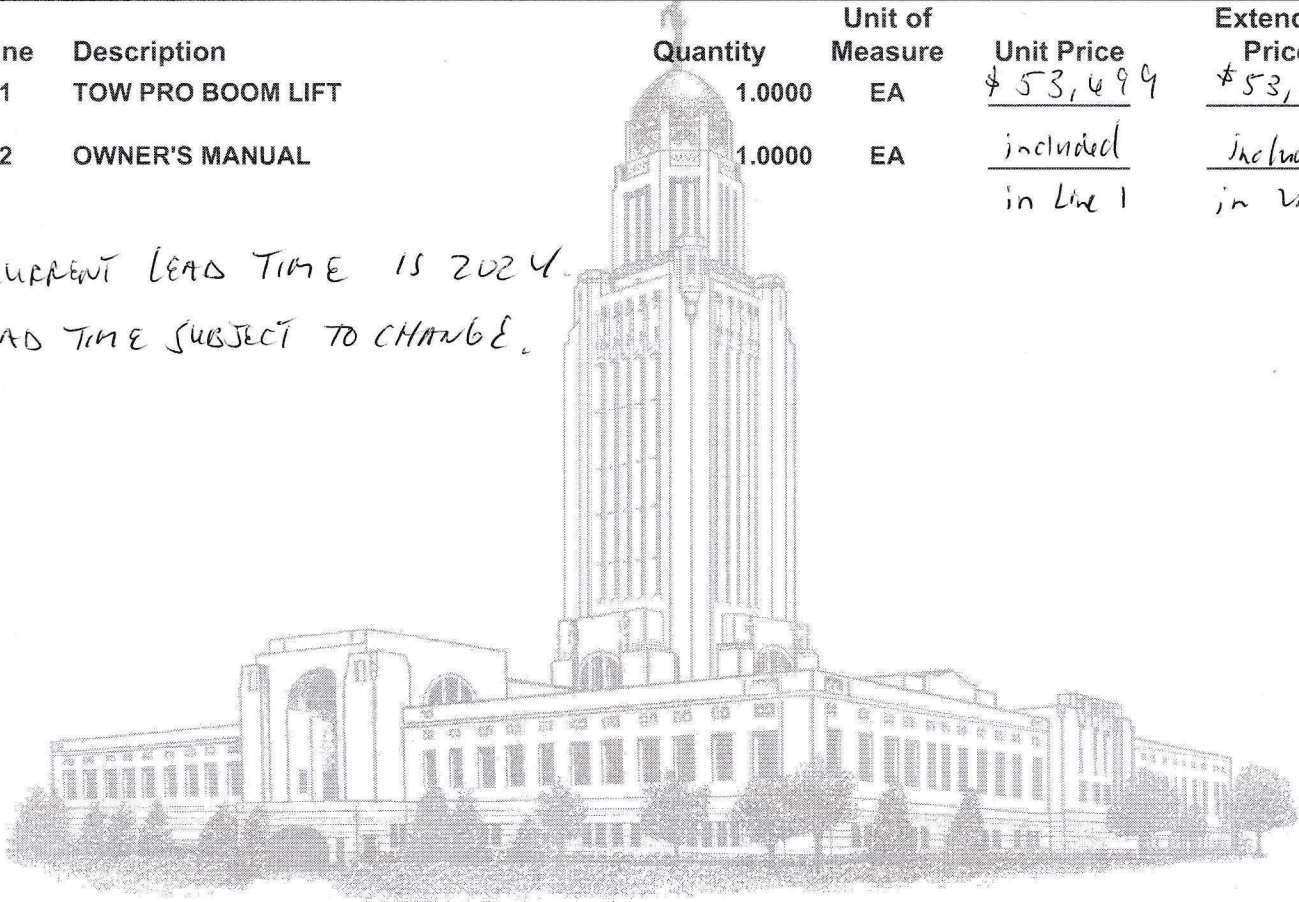 Unit of Extend
ne Description Quantity Measure Unit Price Price
1 TOW PRO BOOM LIFT 1.0000 EA $53,499 $53,
2 OWNER'S MANUAL 1.0000 EA included inclu
in Line 1 in
URRENT LEAD TIME IS 2024.
AD TIME SUBJECT TO CHANGE.